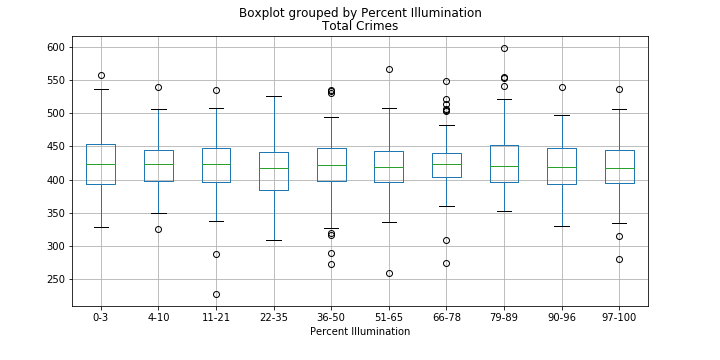 Boxplot grouped by Percent Illumination
Total Crimes
600
550
500
450
400
350
300
250
0-3 4-10 11-21 22-35 36-50 51-65 66-78 79-89 90-96 97-100
Percent Illumination